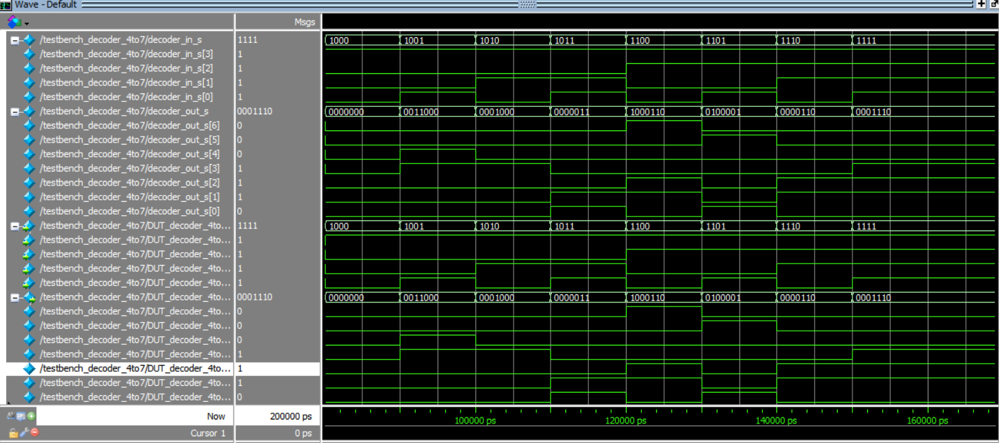 Wave - Default
Msgs
/testbench_decoder_4to7/decoder_in_s 1111 1000 1001 1010 1011 1100 1101 1110 1111
/testbench_decoder_4to7/decoder_in_s[3] 1
/testbench_decoder_4to7/decoder_in_s[2] 1
/testbench_decoder_4to7/decoder_in_s[1] 1
/testbench_decoder_4to7/decoder_in_s[0] 1
/testbench_decoder_4to7/decoder_out_s 0001110 0000000 0011000 0001000 0000011 1000110 0100001 0000110 0001110
/testbench_decoder_4to7/decoder_out_s[6] 0
/testbench_decoder_4to7/decoder_out_s[5] 0
/testbench_decoder_4to7/decoder_out_s[4] 0
/testbench_decoder_4to7/decoder_out_s[3] 1
/testbench_decoder_4to7/decoder_out_s[2] 1
/testbench_decoder_4to7/decoder_out_s[1] 1
/testbench_decoder_4to7/decoder_out_s[0] 0
/testbench_decoder_4to7/DUT_decoder_4to... 1111 1000 1001 1010 1011 1100 1101 1110 1111
/testbench_decoder_4to7/DUT_decoder_4to... 1
/testbench_decoder_4to7/DUT_decoder_4to... 1
/testbench_decoder_4to7/DUT_decoder_4to... 1
/testbench_decoder_4to7/DUT_decoder_4to... 1
/testbench_decoder_4to7/DUT_decoder_4to... 0001110 0000000 0011000 0001000 0000011 1000110 0100001 0000110 0001110
/testbench_decoder_4to7/DUT_decoder_4to... 0
/testbench_decoder_4to7/DUT_decoder_4to... 0
/testbench_decoder_4to7/DUT_decoder_4to... 0
/testbench_decoder_4to7/DUT_decoder_4to... 1
/testbench_decoder_4to7/DUT_decoder_4to... 1
/testbench_decoder_4to7/DUT_decoder_4to... 1
/testbench_decoder_4to7/DUT_decoder_4to... 0
Now 200000 ps 100000 ps 120000 ps 140000 ps 160000 ps
Cursor 1 0 ps